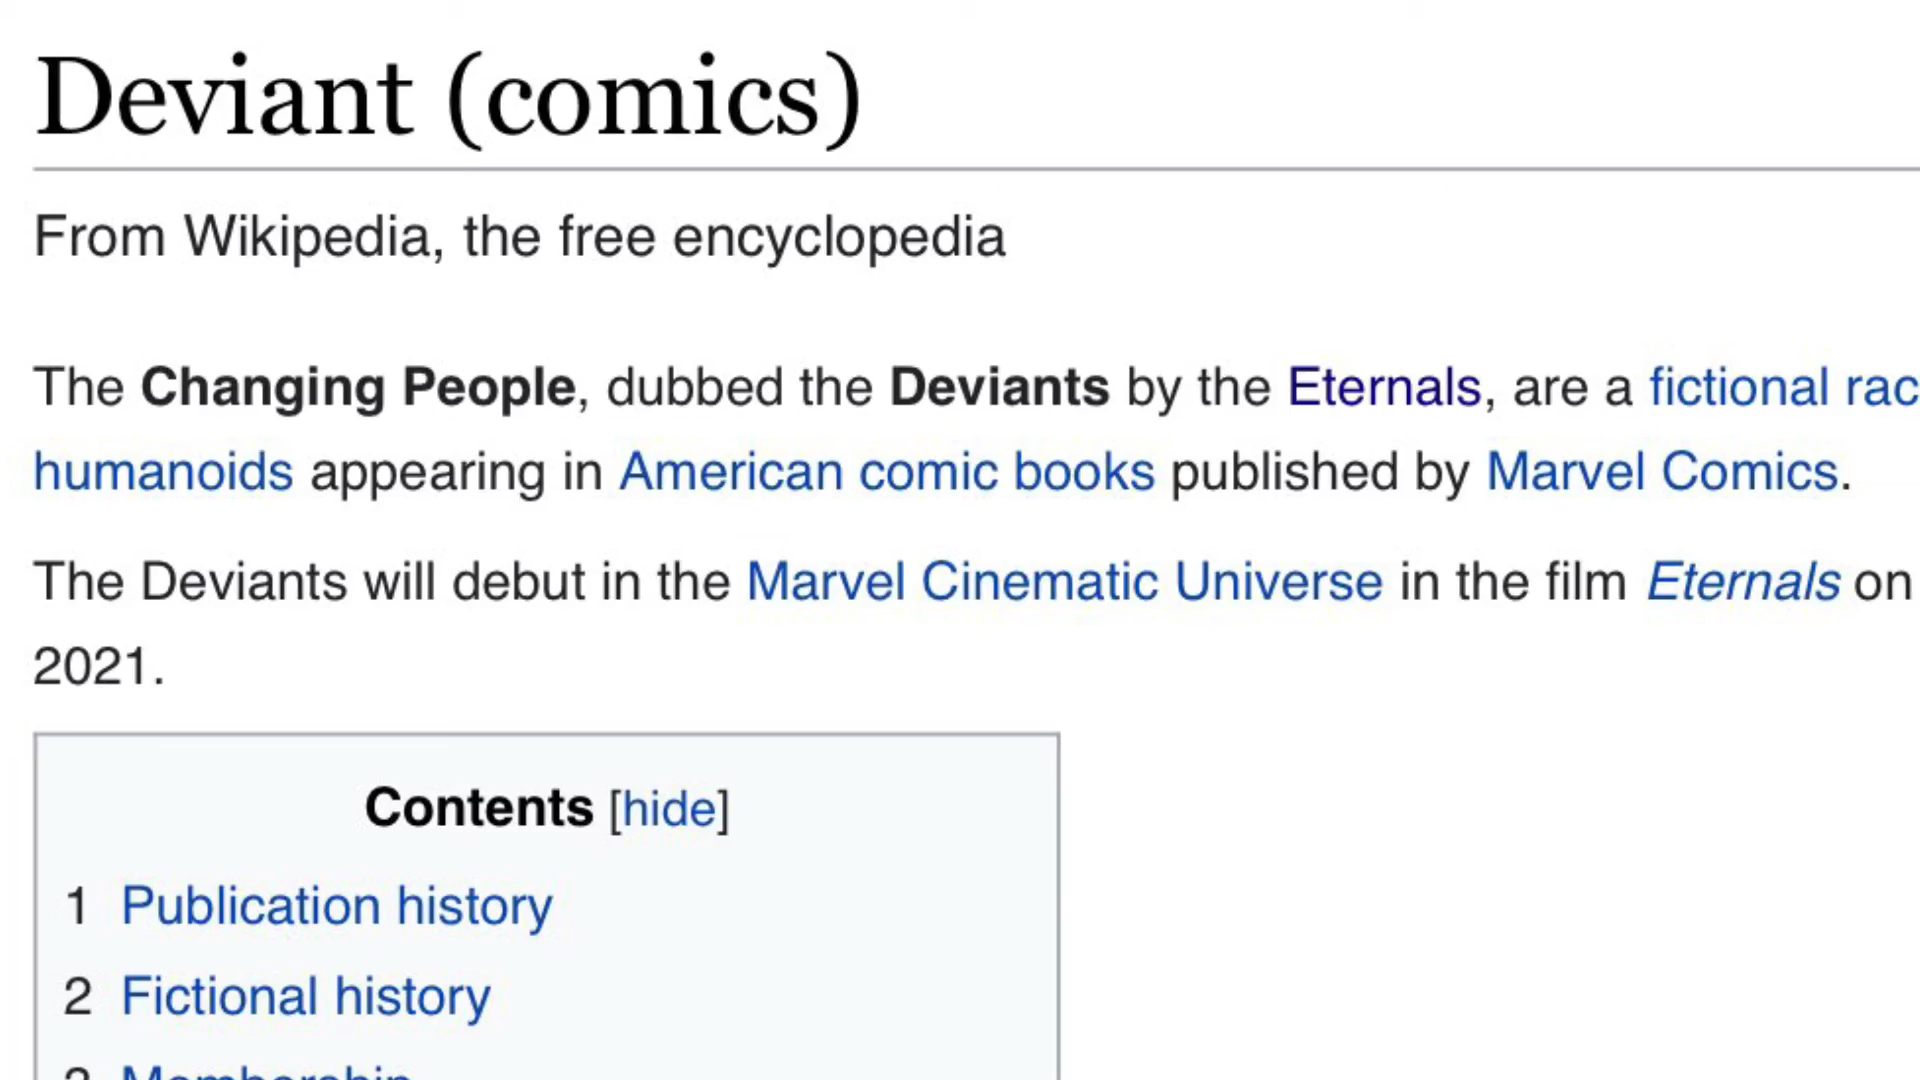 Deviant (comics)
From Wikipedia, the free encyclopedia
The Changing People, dubbed the Deviants by the Eternals, are a fictional
humanoids appearing in American comic books published by Marvel Comics.
The Deviants will debut in the Marvel Cinematic Universe in the film Eternals on
2021.
Contents [hide]
1 Publication history
2 Fictional history
3 Membership